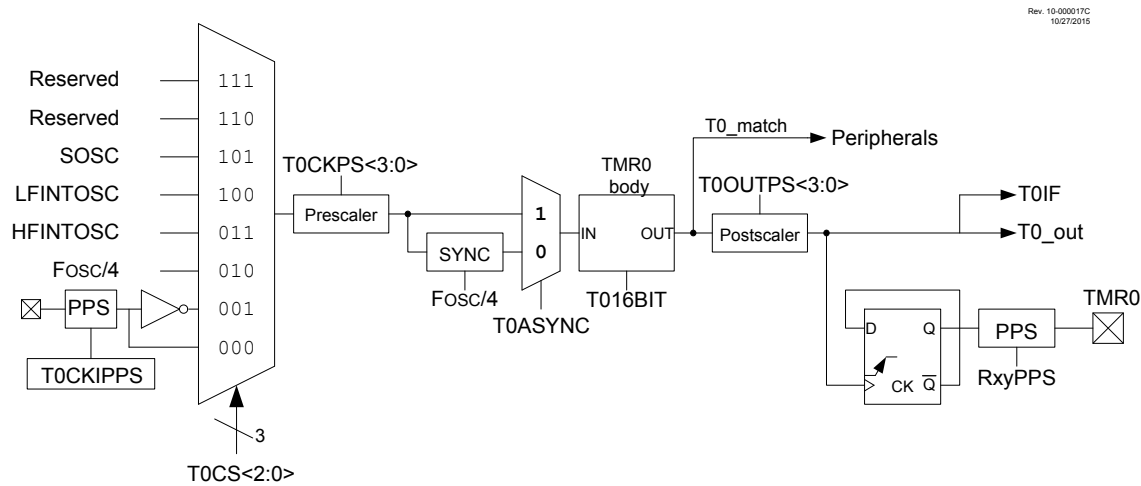 Rev. 10-000017C
10/27/2015
Reserved 111
Reserved 110
SOSC 101
LFINTOSC 100
HFINTOSC 011
FOSC/4 010
001
000
PPS
T0CKIPPS
3
T0CS<2:0>
T0CKPS<3:0>
Prescaler
SYNC
FOSC/4
1
0
T0ASYNC
TMR0
body
IN OUT
T016BIT
T0_match
Peripherals
T0OUTPS<3:0>
Postscaler
T0IF
T0_out
D Q
CK Q
PPS
RxyPPS
TMR0